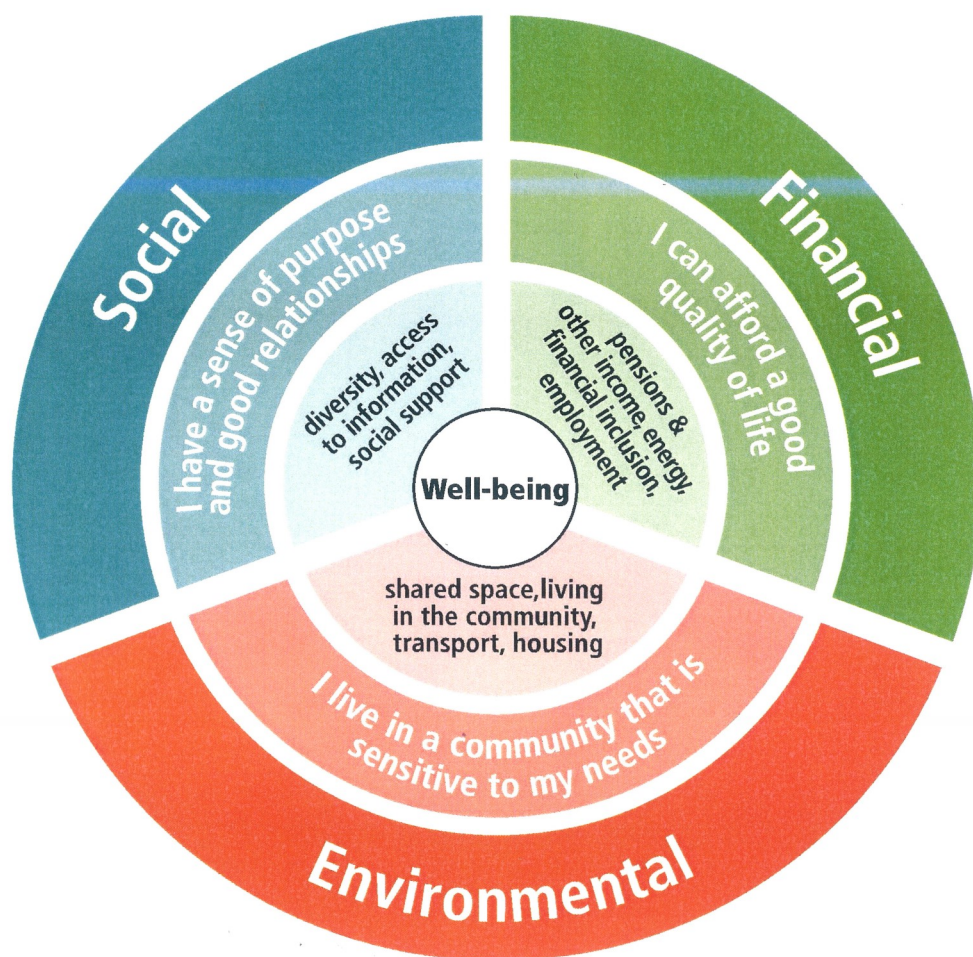 Social
I have a sense of purpose
and good relationships
diversity, access
to information,
social support
Financial
I can afford a good
quality of life
pensions &
other income, energy,
financial inclusion,
employment
Well-being
shared space,living
in the community,
transport, housing
I live in a community that is
sensitive to my needs
Environmental